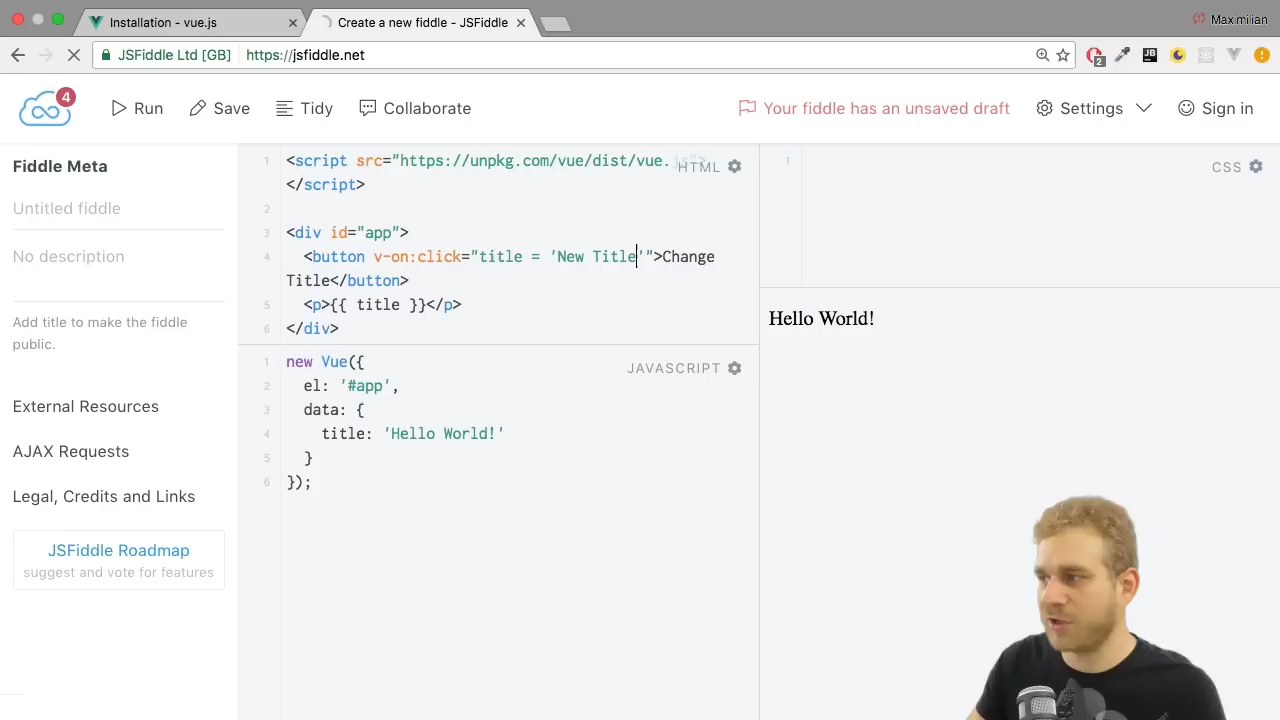 Installation - vue.js
Create a new fiddle - JSFiddle
Maximilian
JSFiddle Ltd [GB]
https://jsfiddle.net
2
JB
4
Run
Save
Tidy
Collaborate
Your fiddle has an unsaved draft
Settings
Sign in
Fiddle Meta
Untitled fiddle
No description
Add title to make the fiddle
public.
External Resources
AJAX Requests
Legal, Credits and Links
JSFiddle Roadmap
suggest and vote for features
HTML
1 <script src="https://unpkg.com/vue/dist/vue.js">
</script>
2
3 <div id="app">
4 <button v-on:click="title = 'New Title'">Change
Title</button>
5 <p>{{ title }}</p>
6 </div>
JAVASCRIPT
1 new Vue({
2 el: '#app',
3 data: {
4 title: 'Hello World!'
5 }
6 });
1
CSS
Hello World!